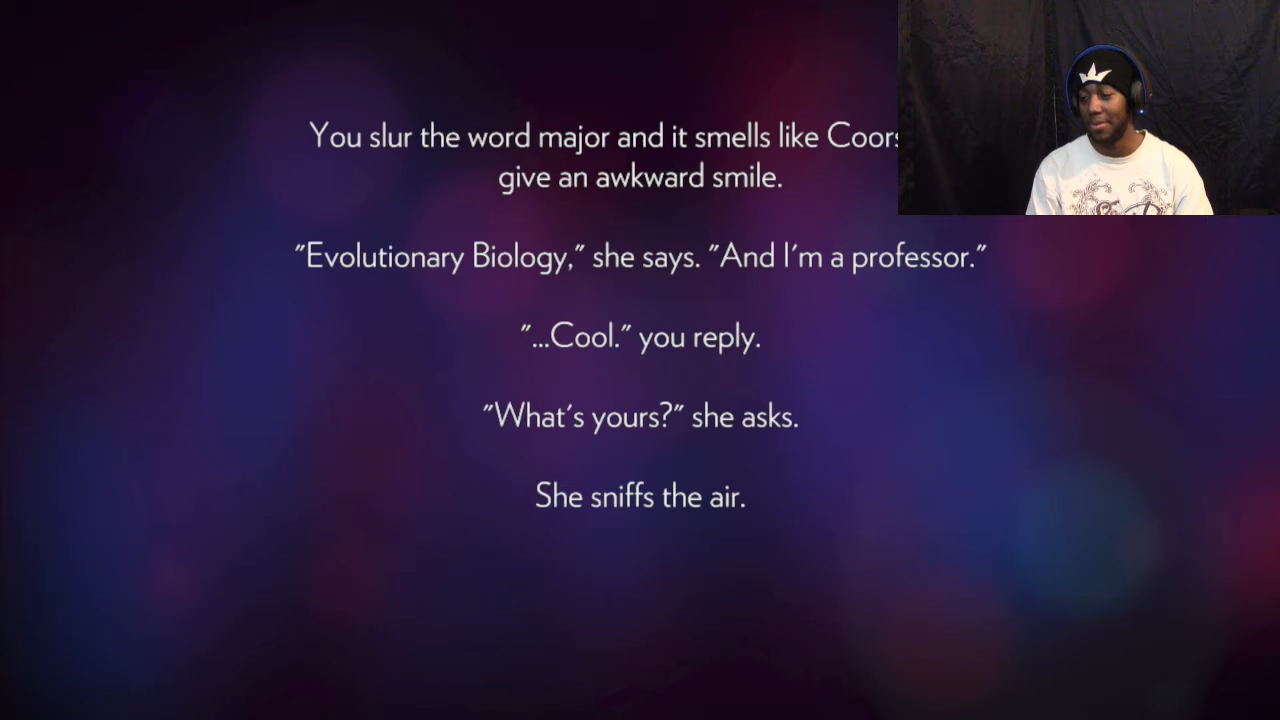 You slur the word major and it smells like Coors
give an awkward smile.
"Evolutionary Biology," she says. "And I'm a professor."
"...Cool." you reply.
"What's yours?" she asks.
She sniffs the air.